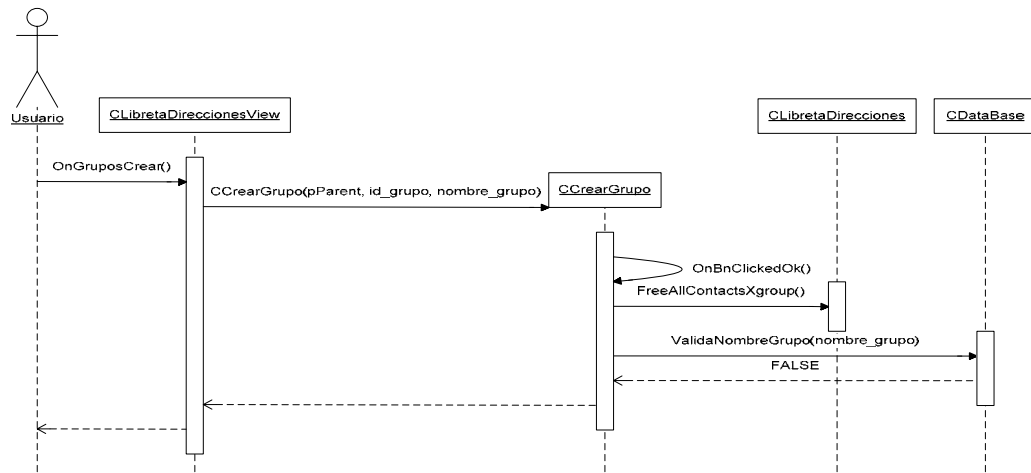 Usuario
CLibretaDireccionesView
CLibretaDirecciones
CDataBase
OnGruposCrear()
CCrearGrupo(pParent, id_grupo, nombre_grupo)
CCrearGrupo
OnBnClickedOk()
FreeAllContactsXgroup()
ValidaNombreGrupo(nombre_grupo)
FALSE